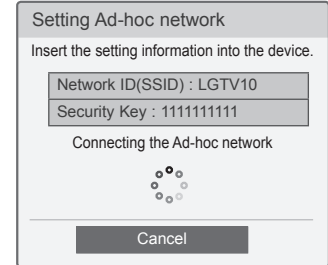 Setting Ad-hoc network
Insert the setting information into the device.
Network ID(SSID) : LGTV10
Security Key : 1111111111
Connecting the Ad-hoc network
Cancel